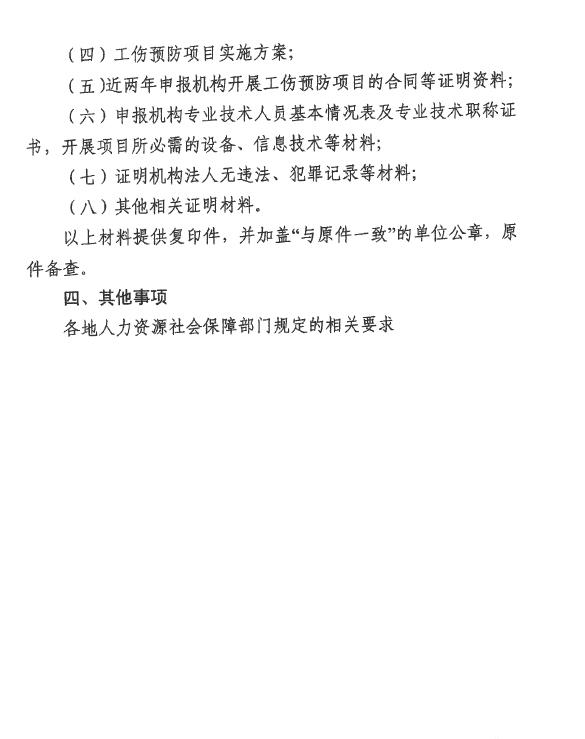 （四）工伤预防项目实施方案；
（五）近两年申报机构开展工伤预防项目的合同等证明资料；
（六）申报机构专业技术人员基本情况表及专业技术职称证
书，开展项目所必需的设备、信息技术等材料；
（七）证明机构法人无违法、犯罪记录等材料；
（八）其他相关证明材料。
以上材料提供复印件，并加盖“与原件一致”的单位公章，原
件备查。
四、其他事项
各地人力资源社会保障部门规定的相关要求